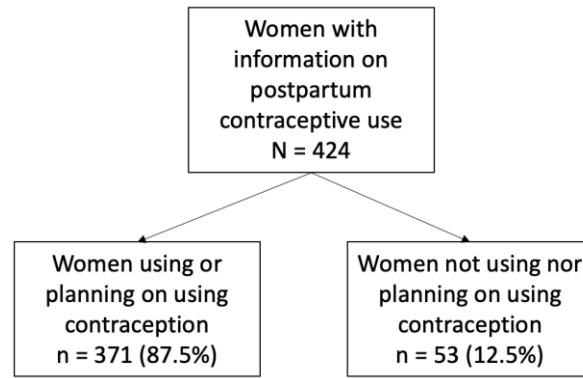 Women with
information on
postpartum
contraceptive use
N = 424
Women using or
planning on using
contraception
n = 371 (87.5%)
Women not using nor
planning on using
contraception
n = 53 (12.5%)